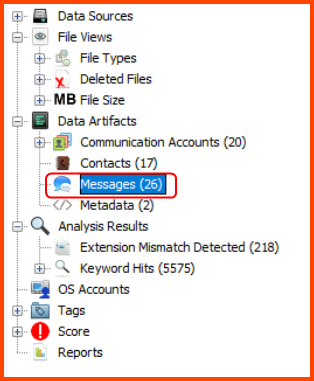 Data Sources
File Views
File Types
Deleted Files
MB File Size
Data Artifacts
Communication Accounts (20)
Contacts (17)
Messages (26)
Metadata (2)
Analysis Results
Extension Mismatch Detected (218)
Keyword Hits (5575)
OS Accounts
Tags
Score
Reports